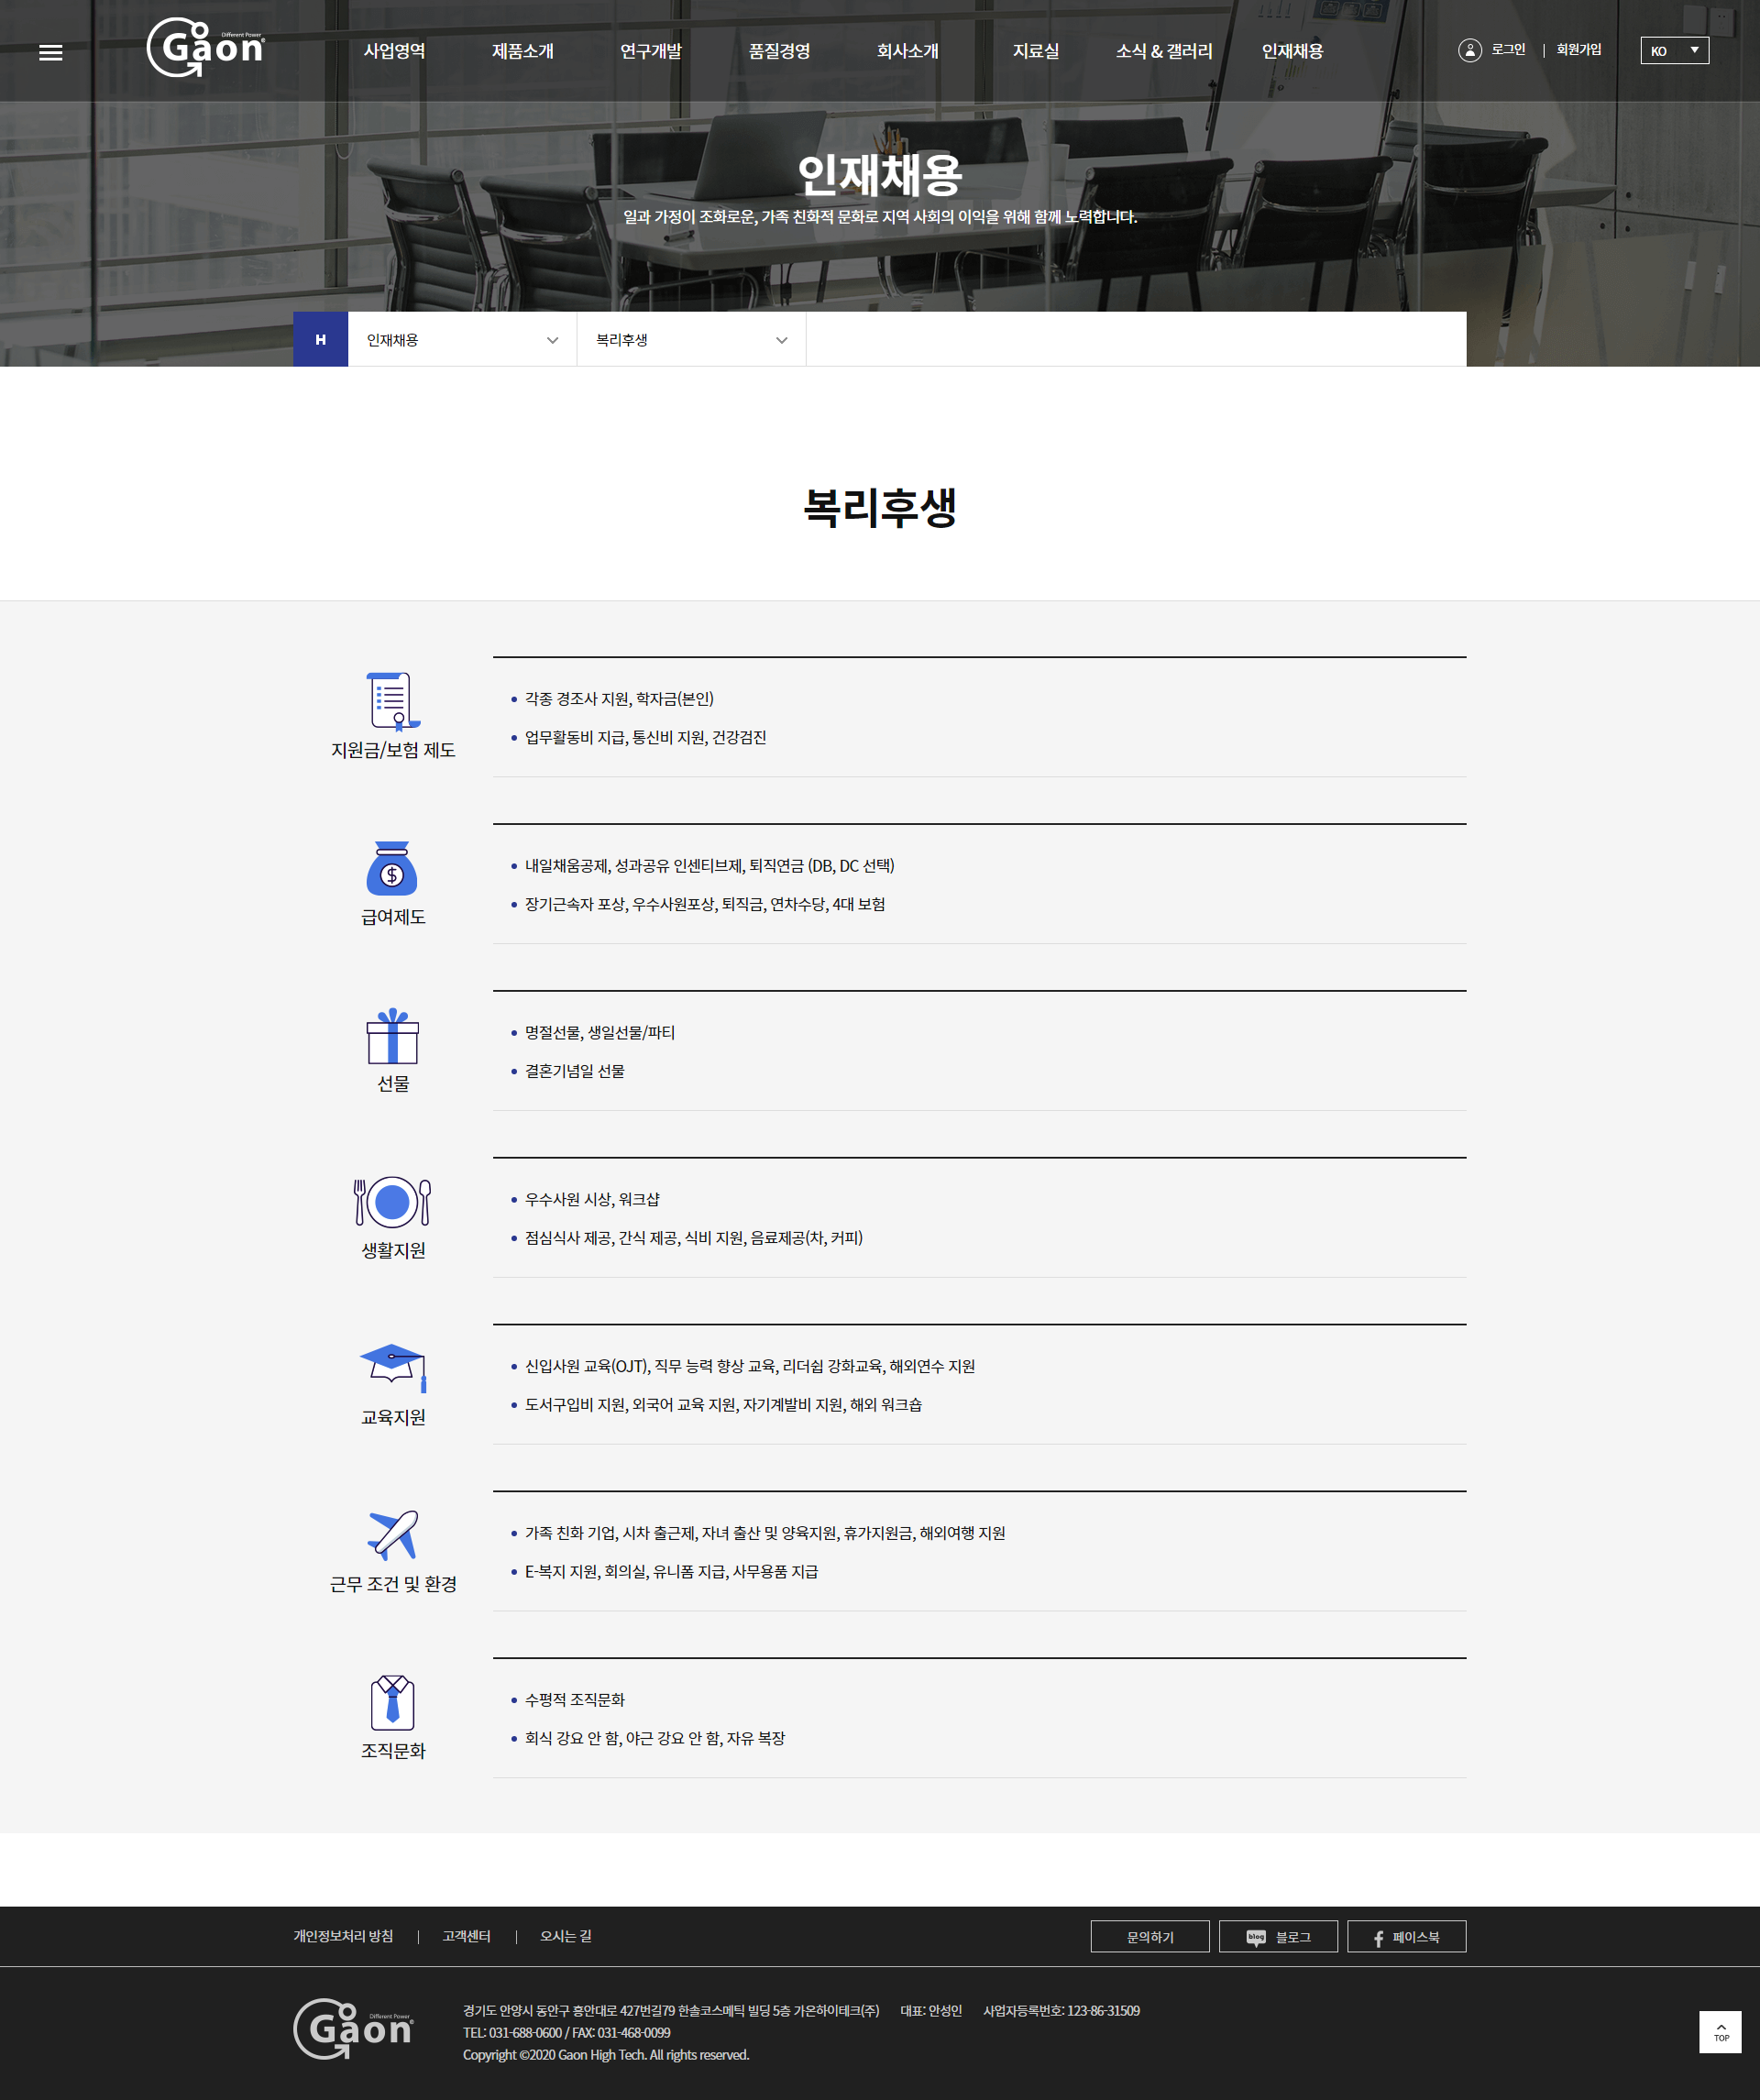 Gaon
Different Power
사업영역
제품소개
연구개발
품질경영
회사소개
지료실
소식 & 갤러리
인재채용
로그인
회원가입
KO
인재채용
일과 가정이 조화로운, 가족 친화적 문화로 지역 사회의 이익을 위해 함께 노력합니다.
H
인재채용
복리후생
복리후생
지원금/보험 제도
각종 경조사 지원, 학자금(본인)
업무활동비 지급, 통신비 지원, 건강검진
급여제도
내일채움공제, 성과공유 인센티브제, 퇴직연금 (DB, DC 선택)
장기근속자 포상, 우수사원포상, 퇴직금, 연차수당, 4대 보험
선물
명절선물, 생일선물/파티
결혼기념일 선물
생활지원
우수사원 시상, 워크샵
점심식사 제공, 간식 제공, 식비 지원, 음료제공(차, 커피)
교육지원
신입사원 교육(OJT), 직무 능력 향상 교육, 리더쉽 강화교육, 해외연수 지원
도서구입비 지원, 외국어 교육 지원, 자기계발비 지원, 해외 워크숍
근무 조건 및 환경
가족 친화 기업, 시차 출근제, 자녀 출산 및 양육지원, 휴가지원금, 해외여행 지원
E-복지 지원, 회의실, 유니폼 지급, 사무용품 지급
조직문화
수평적 조직문화
회식 강요 안 함, 야근 강요 안 함, 자유 복장
개인정보처리 방침
고객센터
오시는 길
문의하기
blog 블로그
페이스북
Gaon
Different Power
경기도 안양시 동안구 흥안대로 427번길79 한솔코스메틱 빌딩 5층 가온하이테크(주) 대표: 안성인 사업자등록번호: 123-86-31509
TEL: 031-688-0600 / FAX: 031-468-0099
Copyright ©2020 Gaon High Tech. All rights reserved.
TOP